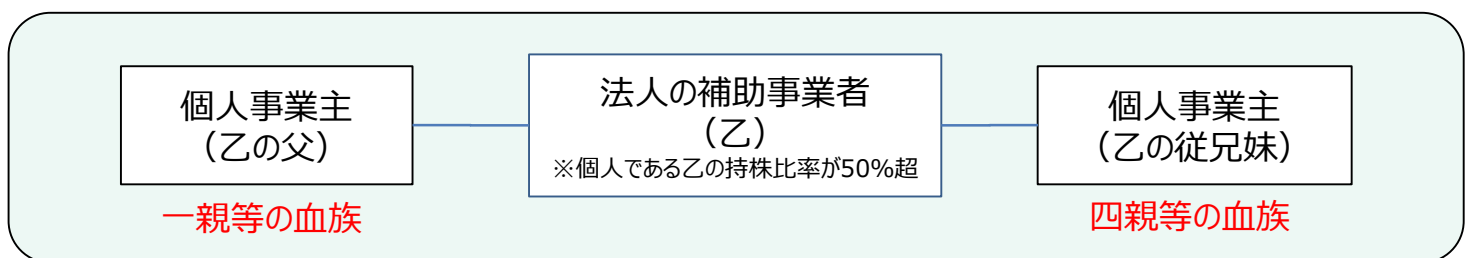 個人事業主
（乙の父）
一親等の血族
法人の補助事業者
（乙）
※個人である乙の持株比率が50%超
個人事業主
（乙の従兄妹）
四親等の血族